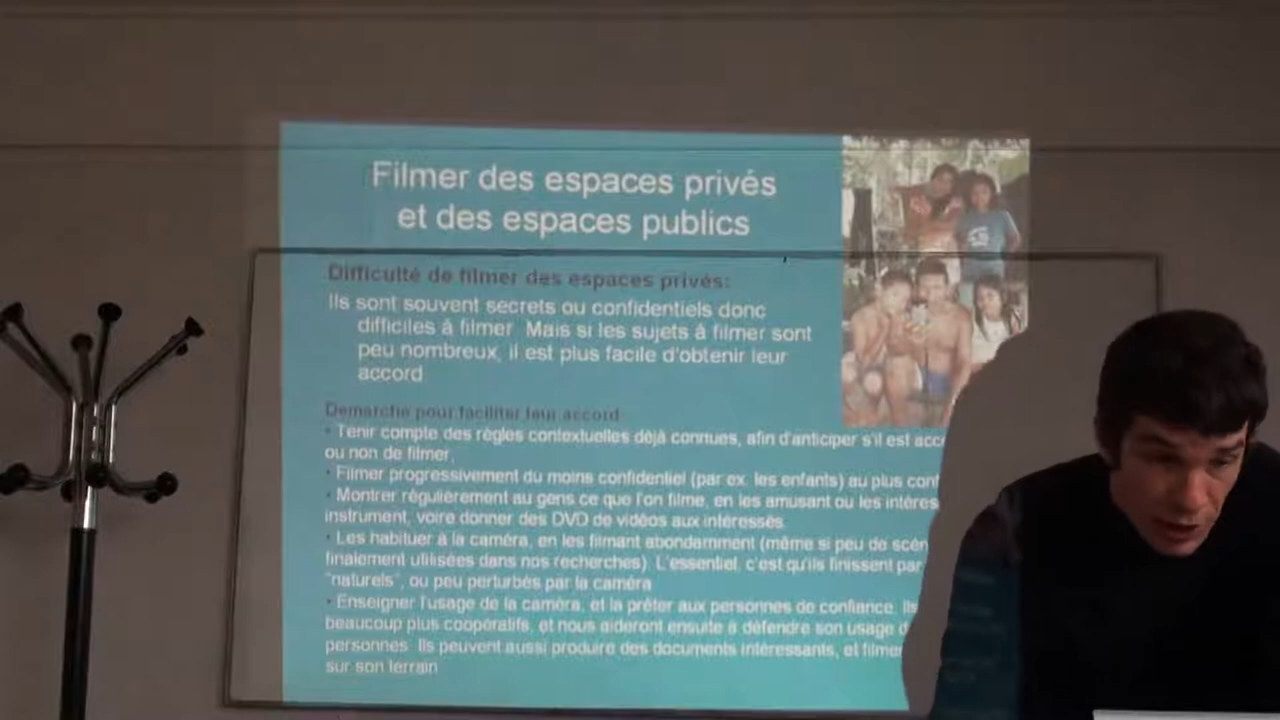 Filmer des espaces privés
et des espaces publics
Difficulté de filmer des espaces privés:
Ils sont souvent secrets ou confidentiels donc
difficiles à filmer. Mais si les sujets à filmer sont
peu nombreux, il est plus facile d'obtenir leur
accord
Démarche pour faciliter leur accord
• Tenir compte des règles contextuelles déjà connues, afin d'anticiper s'il est
ou non de filmer,
• Filmer progressivement du moins confidentiel (par ex. les enfants) au plus
• Montrer régulièrement au gens ce que l'on filme, en les amusant ou les
instrument, voire donner des DVD de vidéos aux intéressés.
• Les habituer à la caméra, en les filmant abondamment (même si peu de
finalement utilisées dans nos recherches). L'essentiel, c'est qu'ils finissent par
"naturels", ou peu perturbés par la caméra
• Enseigner l'usage de la caméra, et la prêter aux personnes de confiance. Ils
beaucoup plus coopératifs, et nous aideront ensuite à défendre son usage
personnes. Ils peuvent aussi produire des documents intéressants, et filmer
sur son terrain